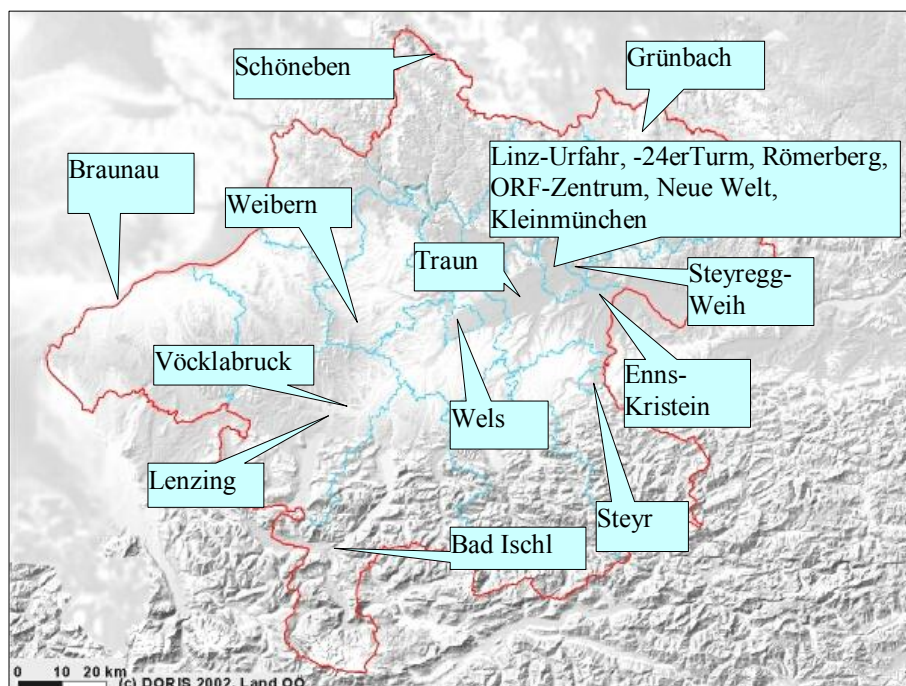 Schöneben
Grünbach
Braunau
Linz-Urfahr, -24erTurm, Römerberg,
ORF-Zentrum, Neue Welt,
Kleinmünchen
Weibern
Traun
Steyregg-
Weih
Vöcklabruck
Enns-
Kristein
Wels
Lenzing
Steyr
Bad Ischl
0 10 20 km
(c) DORIS 2002, Land OÖ